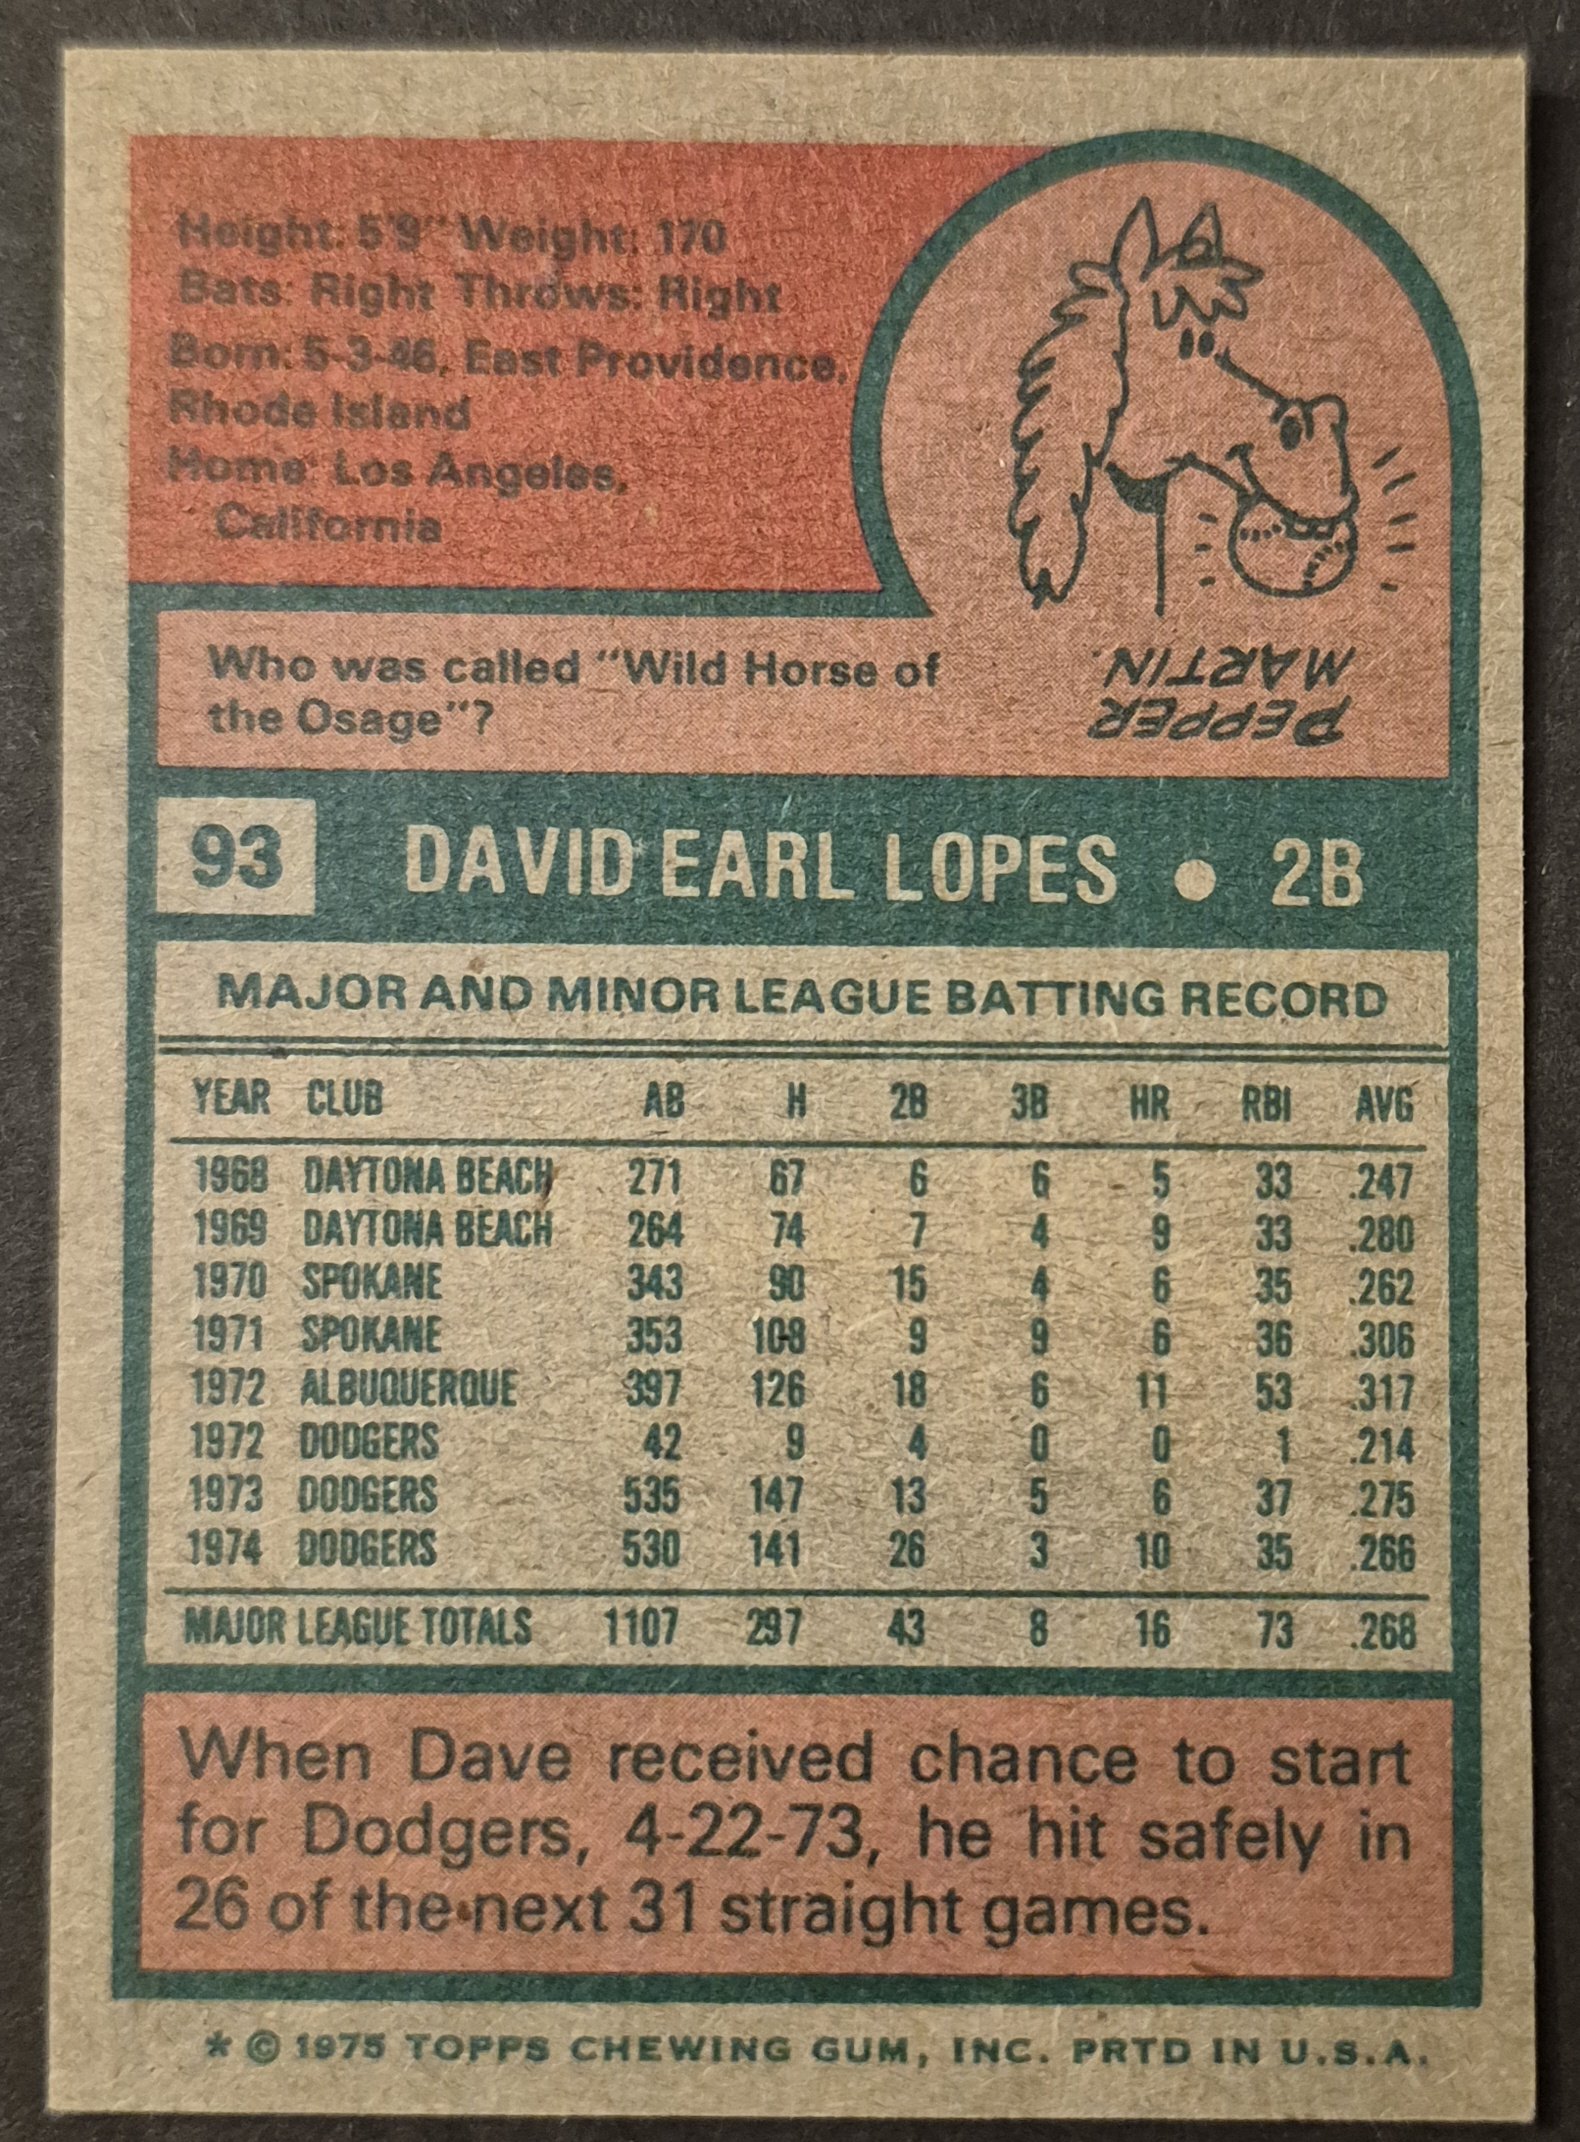 Height: 5'9" Weight: 170
Bats: Right Throws: Right
Born: 5-3-46, East Providence,
Rhode Island
Home: Los Angeles,
California
Who was called "Wild Horse of
the Osage"?
PEPPER
MARTIN.
93 DAVID EARL LOPES • 2B
MAJOR AND MINOR LEAGUE BATTING RECORD
YEAR CLUB AB H 2B 3B HR RBI AVG
1968 DAYTONA BEACH 271 67 6 6 5 33 .247
1969 DAYTONA BEACH 264 74 7 4 9 33 .280
1970 SPOKANE 343 90 15 4 6 35 .262
1971 SPOKANE 353 108 9 9 6 36 .306
1972 ALBUQUERQUE 397 126 18 6 11 53 .317
1972 DODGERS 42 9 4 0 0 1 .214
1973 DODGERS 535 147 13 5 6 37 .275
1974 DODGERS 530 141 26 3 10 35 .266
MAJOR LEAGUE TOTALS 1107 297 43 8 16 73 .268
When Dave received chance to start
for Dodgers, 4-22-73, he hit safely in
26 of the next 31 straight games.
* © 1975 TOPPS CHEWING GUM, INC. PRTD IN U.S.A.